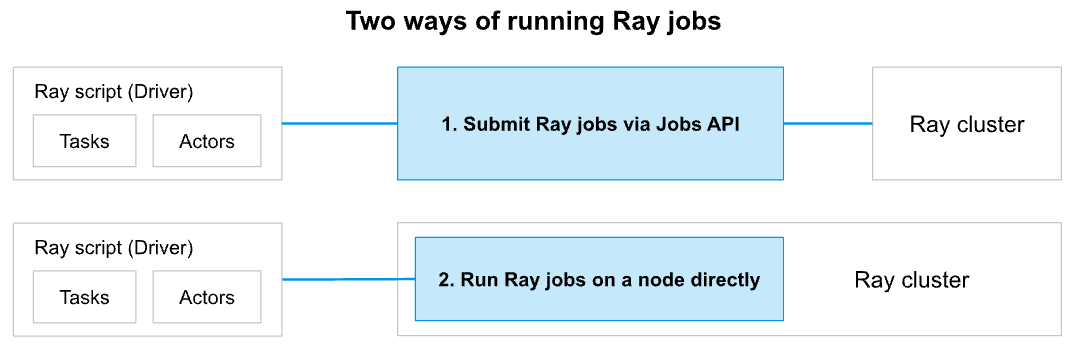 Two ways of running Ray jobs
Ray script (Driver)
Tasks
Actors
1. Submit Ray jobs via Jobs API
Ray cluster
Ray script (Driver)
Tasks
Actors
2. Run Ray jobs on a node directly
Ray cluster